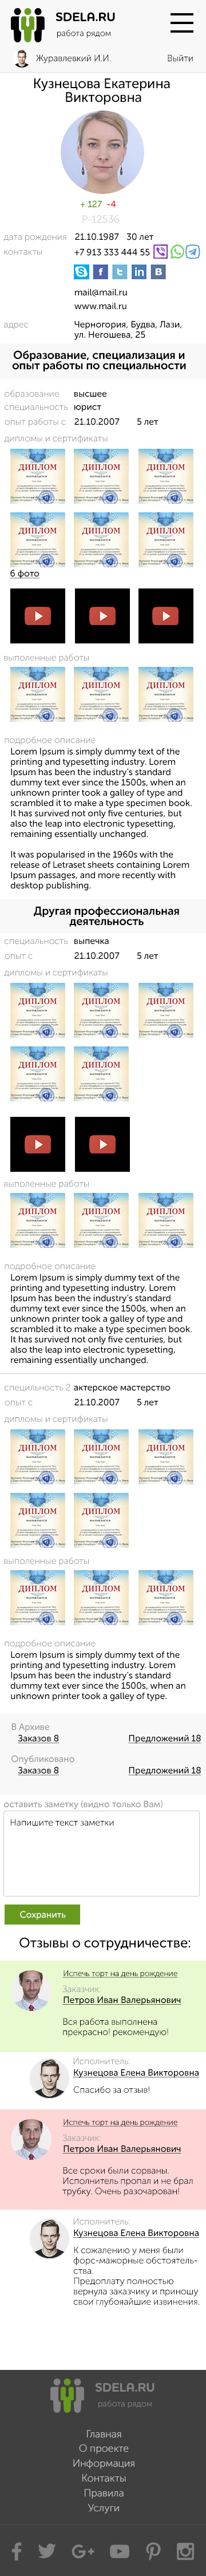 SDELA.RU
работа рядом
Журавлевкий И.И.
Выйти
Кузнецова Екатерина
Викторовна
+ 127 -4
P-12536
дата рождения 21.10.1987 30 лет
контакты +7 913 333 444 55
mail@mail.ru
www.mail.ru
адрес Черногория, Будва, Лази,
ул. Негошева, 25
Образование, специализация и
опыт работы по специальности
образование высшее
специальность юрист
опыт работы с 21.10.2007 5 лет
дипломы и сертификаты
ДИПЛОМ ДИПЛОМ ДИПЛОМ
ДИПЛОМ ДИПЛОМ ДИПЛОМ
6 фото
выполенные работы
ДИПЛОМ ДИПЛОМ ДИПЛОМ
подробное описание
Lorem Ipsum is simply dummy text of the
printing and typesetting industry. Lorem
Ipsum has been the industry's standard
dummy text ever since the 1500s, when an
unknown printer took a galley of type and
scrambled it to make a type specimen book.
It has survived not only five centuries, but
also the leap into electronic typesetting,
remaining essentially unchanged.
It was popularised in the 1960s with the
release of Letraset sheets containing Lorem
Ipsum passages, and more recently with
desktop publishing.
Другая профессиональная
деятельность
специальность выпечка
опыт с 21.10.2007 5 лет
дипломы и сертификаты
ДИПЛОМ ДИПЛОМ ДИПЛОМ
ДИПЛОМ ДИПЛОМ
выполенные работы
ДИПЛОМ ДИПЛОМ ДИПЛОМ
подробное описание
Lorem Ipsum is simply dummy text of the
printing and typesetting industry. Lorem
Ipsum has been the industry's standard
dummy text ever since the 1500s, when an
unknown printer took a galley of type and
scrambled it to make a type specimen book.
It has survived not only five centuries, but
also the leap into electronic typesetting,
remaining essentially unchanged.
специльность 2 актерское мастерство
опыт с 21.10.2007 5 лет
дипломы и сертификаты
ДИПЛОМ ДИПЛОМ ДИПЛОМ
ДИПЛОМ ДИПЛОМ
выполенные работы
ДИПЛОМ ДИПЛОМ ДИПЛОМ
подробное описание
Lorem Ipsum is simply dummy text of the
printing and typesetting industry. Lorem
Ipsum has been the industry's standard
dummy text ever since the 1500s, when an
unknown printer took a galley of type.
В Архиве
Заказов 8 Предложений 18
Опубликовано
Заказов 8 Предложений 18
оставить заметку (видно только Вам)
Напишите текст заметки
Сохранить
Отзывы о сотрудничестве:
Испечь торт на день рождение
Заказчик:
Петров Иван Валерьянович
Вся работа выполнена
прекрасно! рекомендую!
Исполнитель:
Кузнецова Елена Викторовна
Спасибо за отзыв!
Испечь торт на день рождение
Заказчик:
Петров Иван Валерьянович
Все сроки были сорваны.
Исполнитель пропал и не брал
трубку. Очень разочарован!
Исполнитель:
Кузнецова Елена Викторовна
К сожалению у меня были
форс-мажорные обстоятель-
ства.
Предоплату полностью
вернула заказчику и приношу
свои глубояайшие извинения.
SDELA.RU
работа рядом
Главная
О проекте
Информация
Контакты
Правила
Услуги